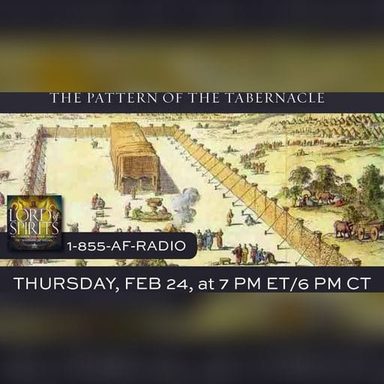 THE PATTERN OF THE TABERNACLE
LORD
OF
SPIRITS
1-855-AF-RADIO
THURSDAY, FEB 24, at 7 PM ET/6 PM CT